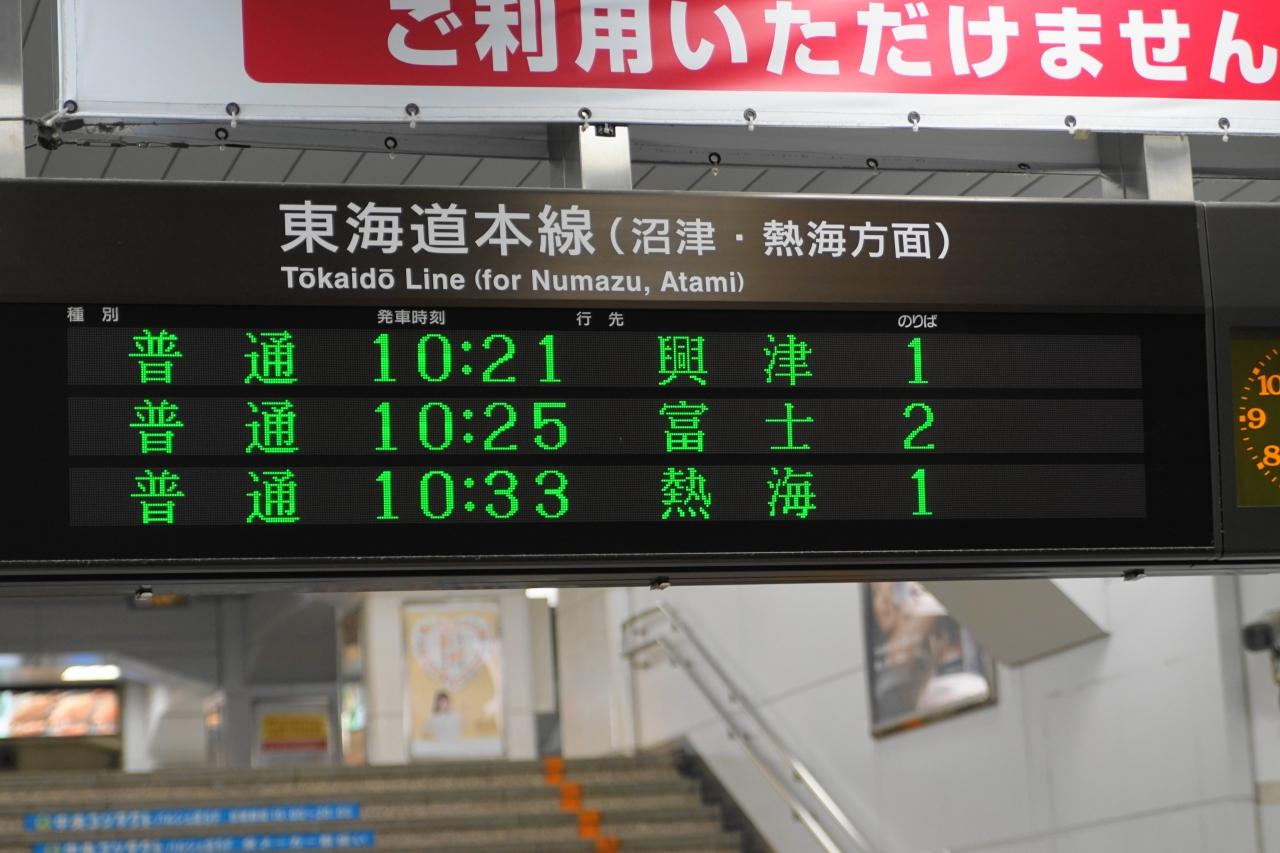 ご利用いただけません
東海道本線(沼津・熱海方面)
Tōkaidō Line (for Numazu, Atami)
種別 発車時刻 行先 のりば
普通 10:21 興津 1
普通 10:25 富士 2
普通 10:33 熱海 1
10
9
8